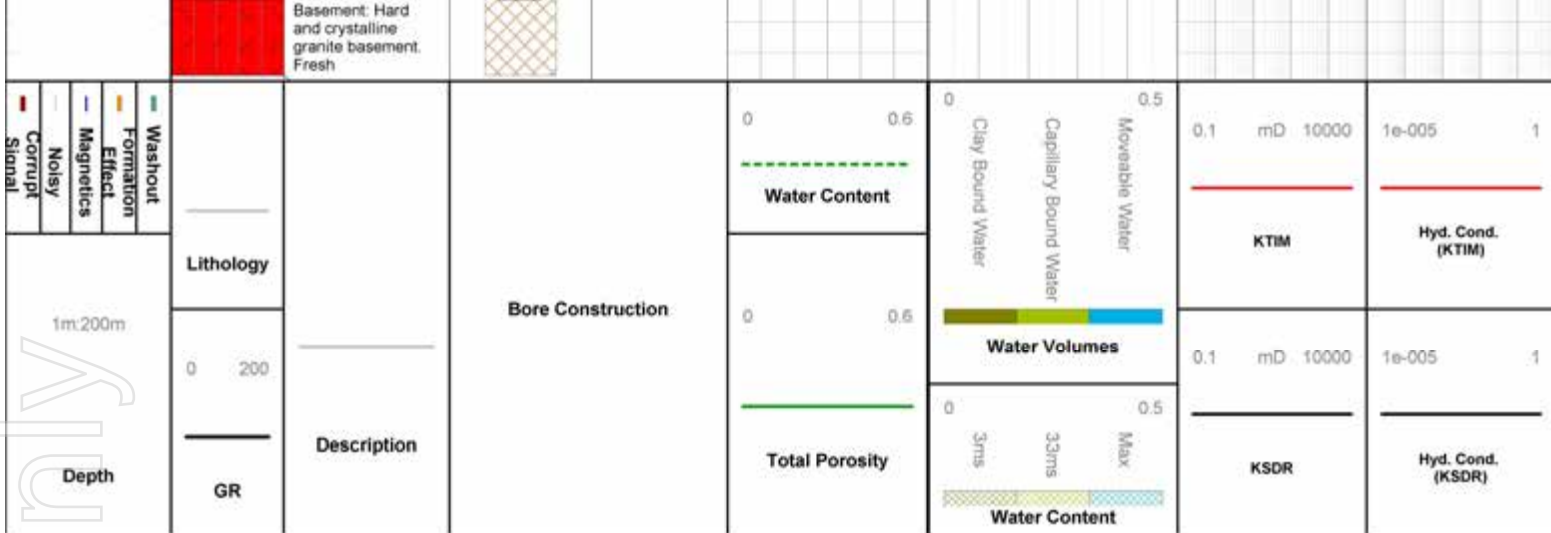 Basement: Hard
and crystalline
granite basement.
Fresh
Corrupt
Signal
Noisy
Magnetics
Formation
Effect
Washout
1m:200m
Depth
Lithology
0 200
GR
Description
Bore Construction
0 0.6
Water Content
0 0.6
Total Porosity
0 0.5
Clay Bound Water
Capillary Bound Water
Moveable Water
Water Volumes
0 0.5
3ms
33ms
Max
Water Content
0.1 mD 10000
KTIM
0.1 mD 10000
KSDR
1e-005 1
Hyd. Cond.
(KTIM)
1e-005 1
Hyd. Cond.
(KSDR)
nly